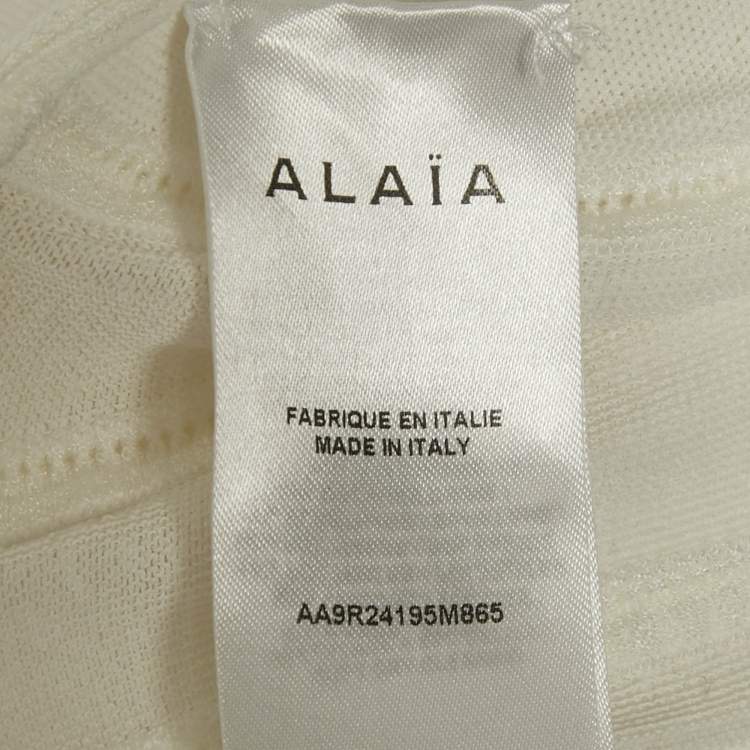 ALAÏA
FABRIQUE EN ITALIE
MADE IN ITALY
AA9R24195M865